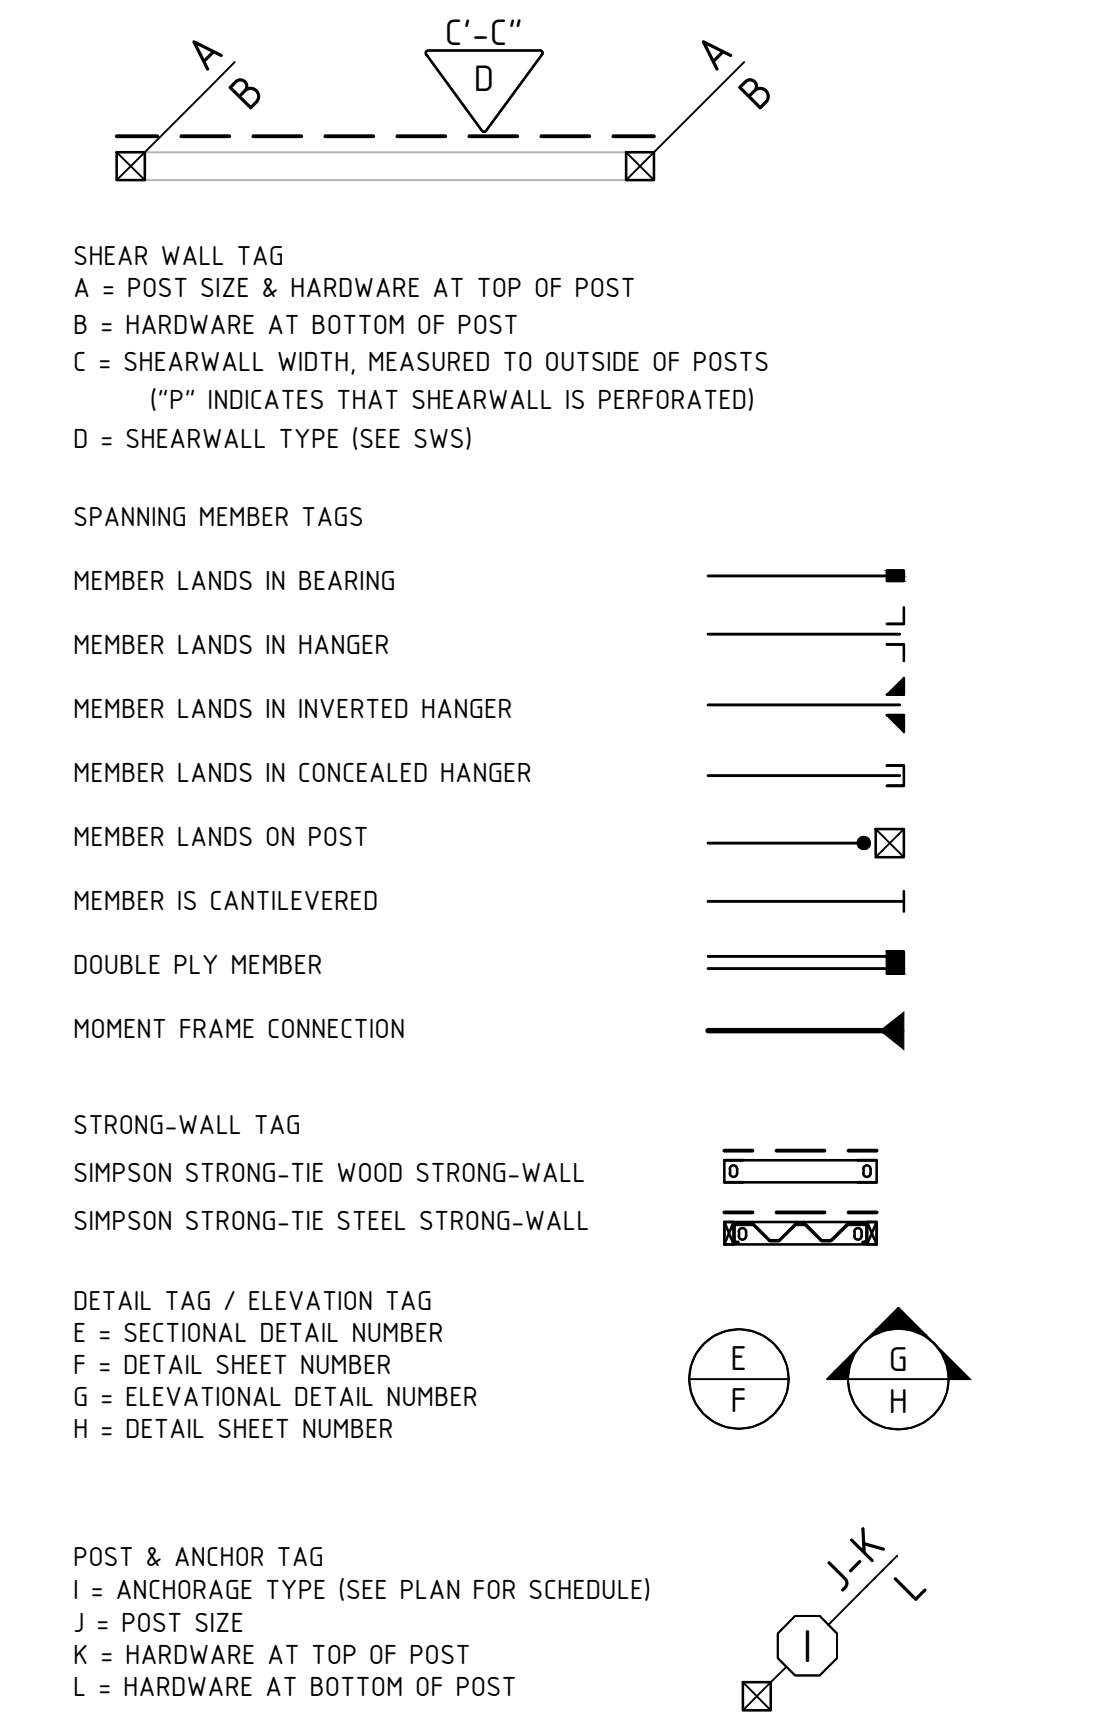 C'-C"
A
B
D
A
B
SHEAR WALL TAG
A = POST SIZE & HARDWARE AT TOP OF POST
B = HARDWARE AT BOTTOM OF POST
C = SHEARWALL WIDTH, MEASURED TO OUTSIDE OF POSTS
("P" INDICATES THAT SHEARWALL IS PERFORATED)
D = SHEARWALL TYPE (SEE SWS)
SPANNING MEMBER TAGS
MEMBER LANDS IN BEARING
MEMBER LANDS IN HANGER
MEMBER LANDS IN INVERTED HANGER
MEMBER LANDS IN CONCEALED HANGER
MEMBER LANDS ON POST
MEMBER IS CANTILEVERED
DOUBLE PLY MEMBER
MOMENT FRAME CONNECTION
STRONG-WALL TAG
SIMPSON STRONG-TIE WOOD STRONG-WALL
SIMPSON STRONG-TIE STEEL STRONG-WALL
DETAIL TAG / ELEVATION TAG
E = SECTIONAL DETAIL NUMBER
F = DETAIL SHEET NUMBER
G = ELEVATIONAL DETAIL NUMBER
H = DETAIL SHEET NUMBER
E
F
G
H
POST & ANCHOR TAG
I = ANCHORAGE TYPE (SEE PLAN FOR SCHEDULE)
J = POST SIZE
K = HARDWARE AT TOP OF POST
L = HARDWARE AT BOTTOM OF POST
J-K
L
I